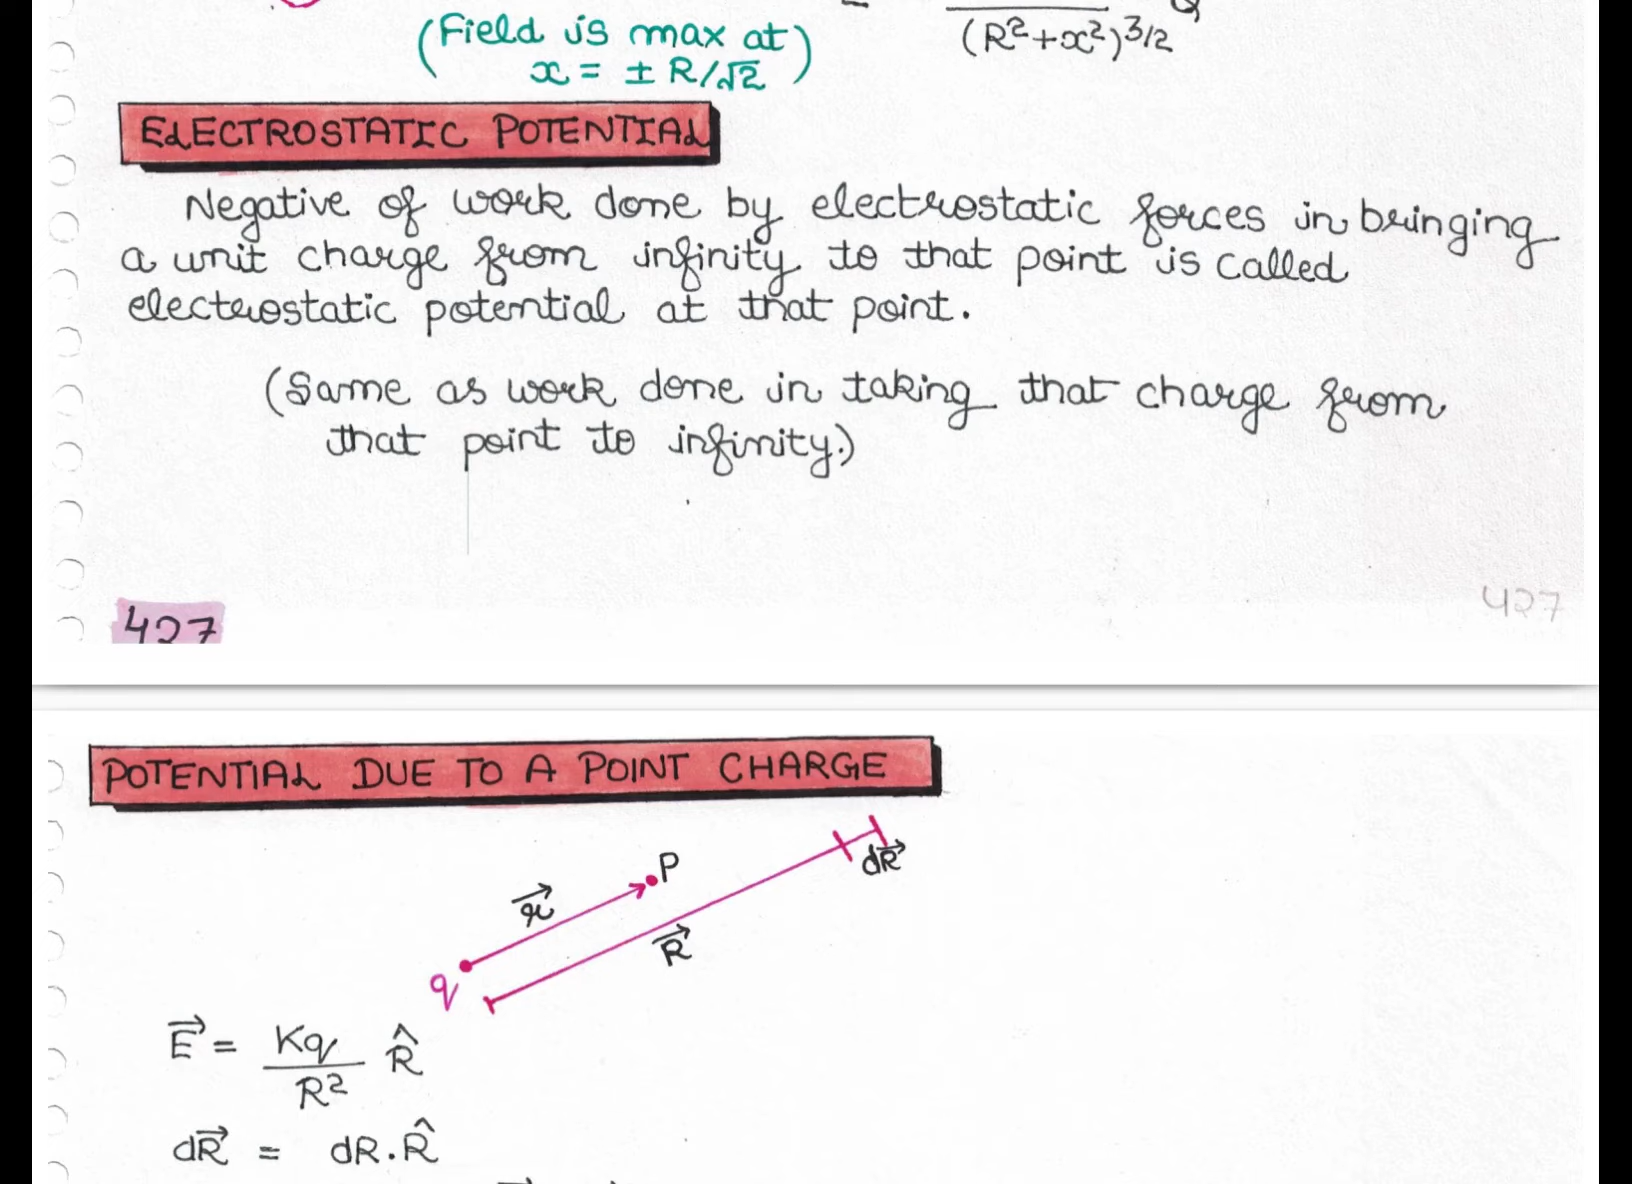 (Field is max at
x = ± R/√2)
(R²+x²)^3/2
ELECTROSTATIC POTENTIAL
Negative of work done by electrostatic forces in bringing
a unit charge from infinity to that point is called
electrostatic potential at that point.
(Same as work done in taking that charge from
that point to infinity.)
427
427
POTENTIAL DUE TO A POINT CHARGE
P
dR⃗
r⃗
R⃗
q
E⃗ = Kq/R² R̂
dR⃗ = dR.R̂